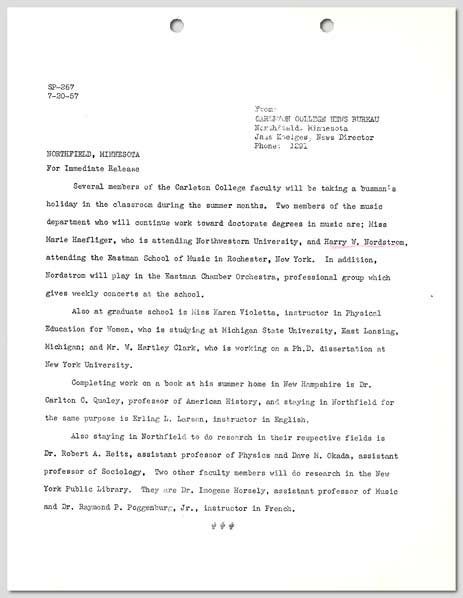 SP-267
7-20-57
From:
CARLETON COLLEGE NEWS BUREAU
Northfield, Minnesota
News Director
Phone: 1291
NORTHFIELD, MINNESOTA
For Immediate Release
Several members of the Carleton College faculty will be taking a busman's
holiday in the classroom during the summer months. Two members of the music
department who will continue work toward doctorate degrees in music are; Miss
Marie Haefliger, who is attending Northwestern University, and Harry W. Nordstrom,
attending the Eastman School of Music in Rochester, New York. In addition,
Nordstrom will play in the Eastman Chamber Orchestra, professional group which
gives weekly concerts at the school.
Also at graduate school is Miss Karen Violetta, instructor in Physical
Education for Women, who is studying at Michigan State University, East Lansing,
Michigan; and Mr. W. Hartley Clark, who is working on a Ph.D. dissertation at
New York University.
Completing work on a book at his summer home in New Hampshire is Dr.
Carlton C. Qualey, professor of American History, and staying in Northfield for
the same purpose is Erling L. Larsen, instructor in English.
Also staying in Northfield to do research in their respective fields is
Dr. Robert A. Reitz, assistant professor of Physics and Dave M. Okada, assistant
professor of Sociology. Two other faculty members will do research in the New
York Public Library. They are Dr. Imogene Horsely, assistant professor of Music
and Dr. Raymond P. Poggenburg, Jr., instructor in French.
# # #